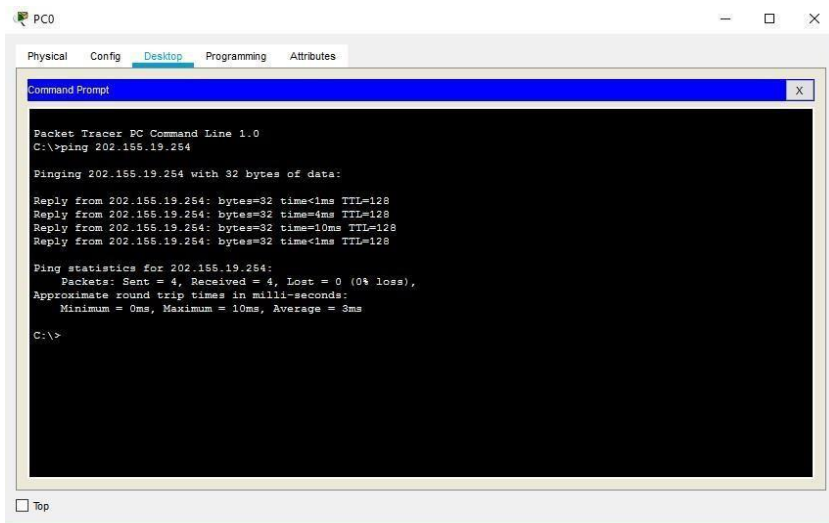 PC0
Physical Config Desktop Programming Attributes
Command Prompt
X
Packet Tracer PC Command Line 1.0
C:\>ping 202.155.19.254
Pinging 202.155.19.254 with 32 bytes of data:
Reply from 202.155.19.254: bytes=32 time<1ms TTL=128
Reply from 202.155.19.254: bytes=32 time=4ms TTL=128
Reply from 202.155.19.254: bytes=32 time=10ms TTL=128
Reply from 202.155.19.254: bytes=32 time<1ms TTL=128
Ping statistics for 202.155.19.254:
Packets: Sent = 4, Received = 4, Lost = 0 (0% loss),
Approximate round trip times in milli-seconds:
Minimum = 0ms, Maximum = 10ms, Average = 3ms
C:\>
Top